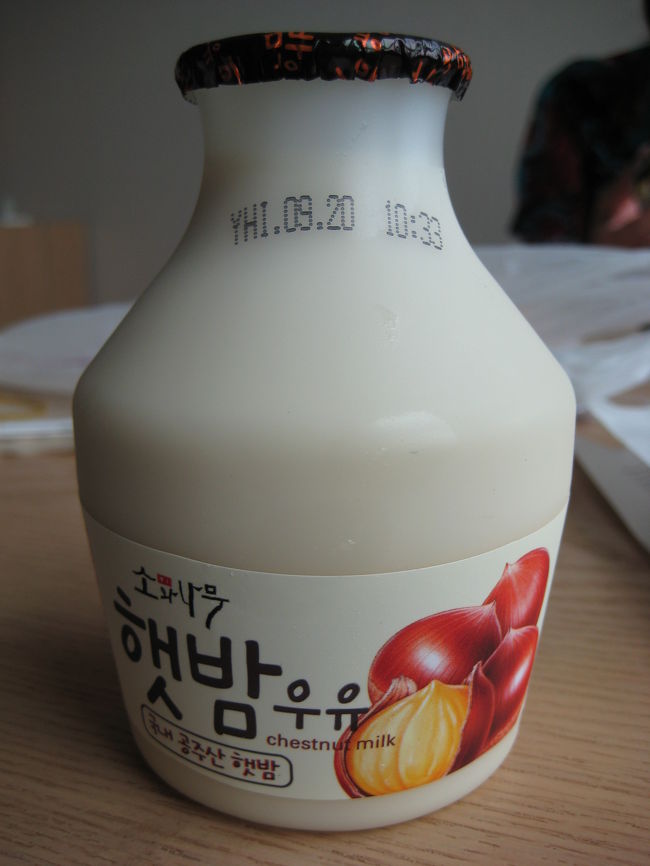 YH1.09.20 10:33
소와나무
햇밤우유
chestnut milk
국내 공주산 햇밤